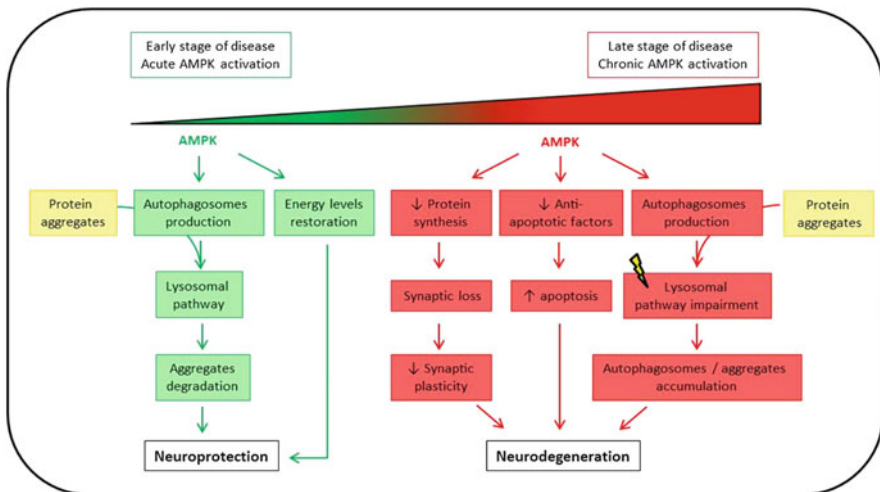 Early stage of disease
Acute AMPK activation
Late stage of disease
Chronic AMPK activation
AMPK
AMPK
Protein
aggregates
Autophagosomes
production
Energy levels
restoration
↓ Protein
synthesis
↓ Anti-
apoptotic factors
Autophagosomes
production
Protein
aggregates
Lysosomal
pathway
Synaptic loss
↑ apoptosis
Lysosomal
pathway impairment
Aggregates
degradation
↓ Synaptic
plasticity
Autophagosomes / aggregates
accumulation
Neuroprotection
Neurodegeneration